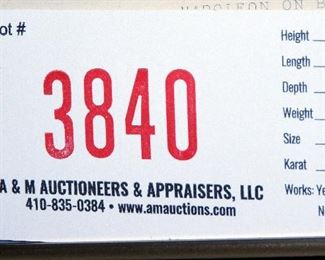 NAPOLEON ON B
ot #
3840
A & M AUCTIONEERS & APPRAISERS, LLC
410-835-0384 • www.amauctions.com
Height
Length
Depth
Weight
Size
Karat
Works: Ye
N